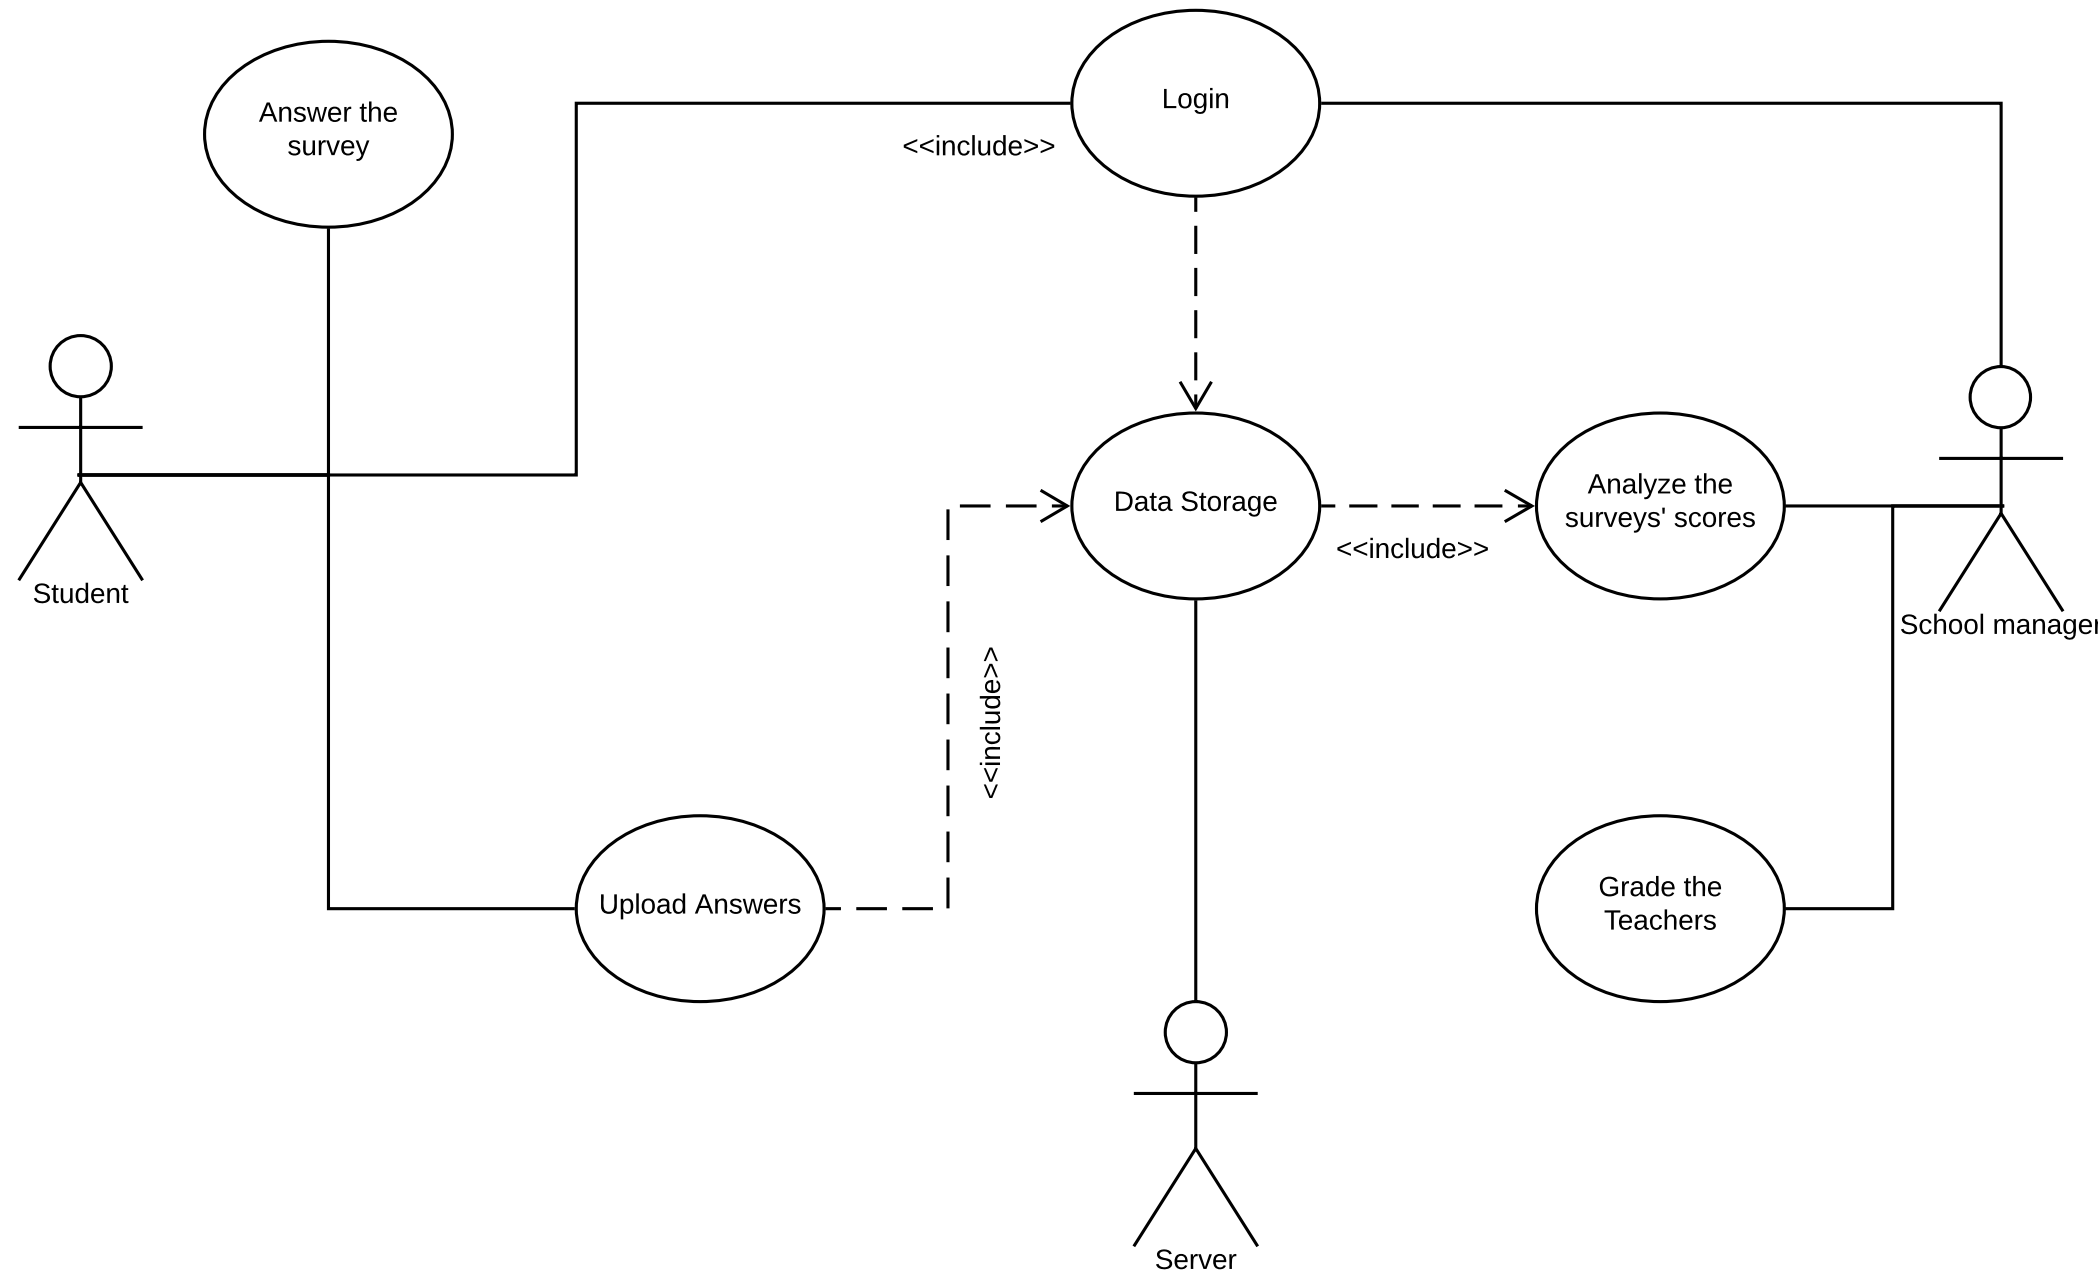 Login
Answer the
survey
<<include>>
Data Storage
Analyze the
surveys' scores
<<include>>
Student
School manager
<<include>>
Upload Answers
Grade the
Teachers
Server